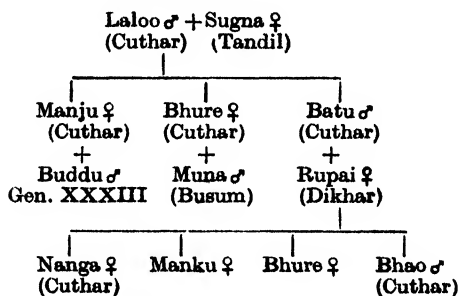 Laloo ♂ + Sugna ♀
(Cuthar) (Tandil)
Manju ♀ Bhure ♀ Batu ♂
(Cuthar) (Cuthar) (Cuthar)
+ + +
Buddu ♂ Muna ♂ Rupai ♀
Gen. XXXIII (Busum) (Dikhar)
Nanga ♀ Manku ♀ Bhure ♀ Bhao ♂
(Cuthar) (Cuthar)